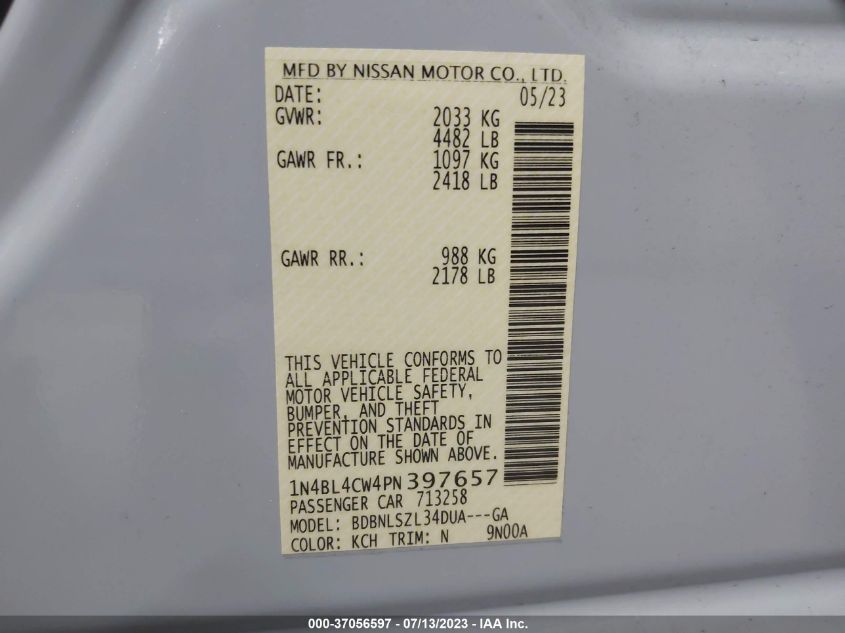 MFD BY NISSAN MOTOR CO., LTD.
DATE: 05/23
GVWR: 2033 KG
4482 LB
GAWR FR.: 1097 KG
2418 LB
GAWR RR.: 988 KG
2178 LB
THIS VEHICLE CONFORMS TO
ALL APPLICABLE FEDERAL
MOTOR VEHICLE SAFETY,
BUMPER, AND THEFT
PREVENTION STANDARDS IN
EFFECT ON THE DATE OF
MANUFACTURE SHOWN ABOVE.
1N4BL4CW4PN397657
PASSENGER CAR 713258
MODEL: BDBNLSZL34DUA---GA
COLOR: KCH TRIM: N 9N00A
000-37056597 / 07/13/2023 - IAA Inc.